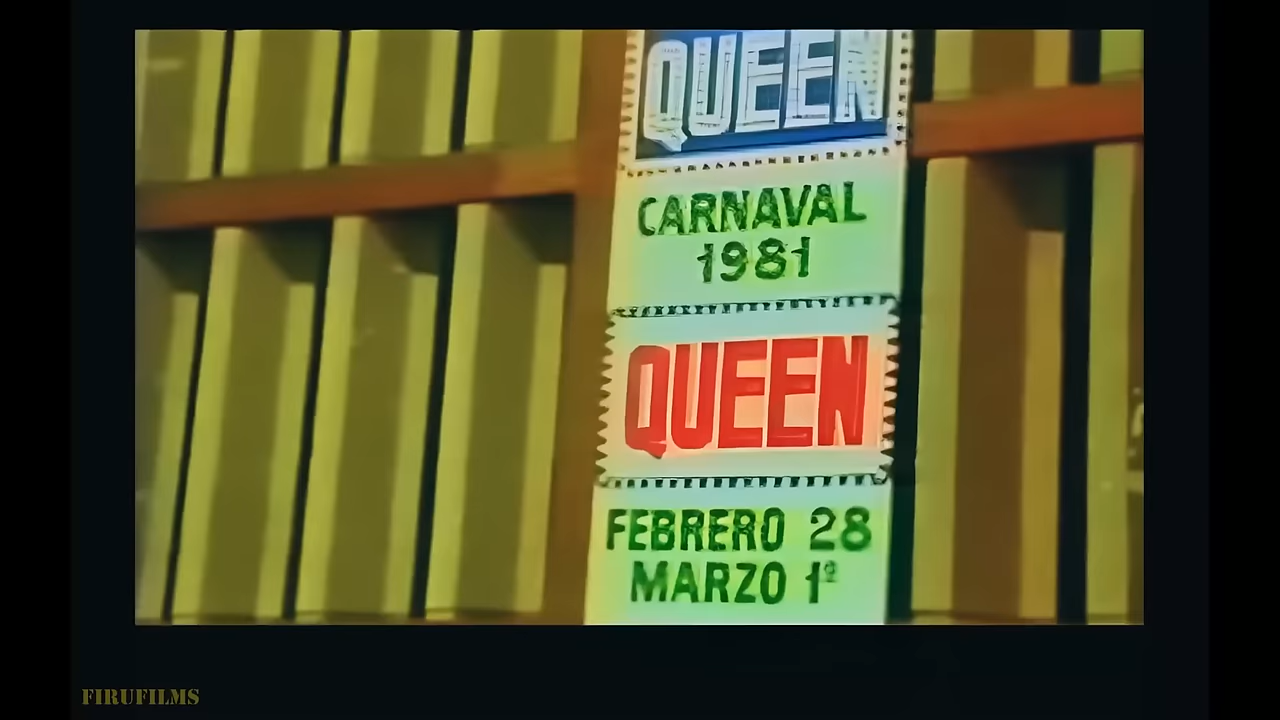 QUEEN
CARNAVAL
1981
QUEEN
FEBRERO 28
MARZO 1º
FIRUFILMS